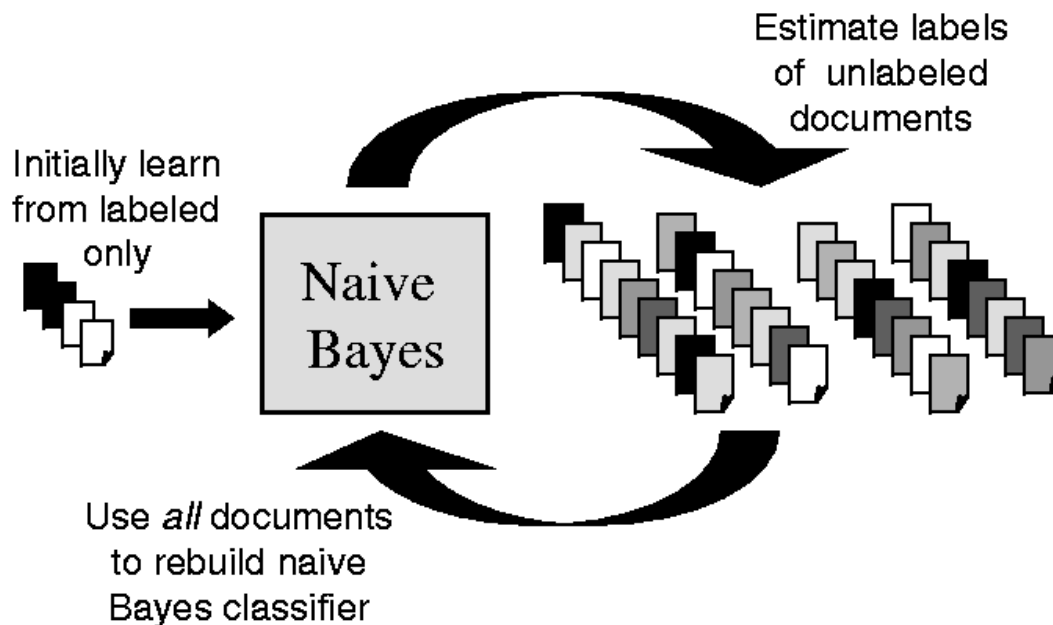 Initially learn
from labeled
only
Naive
Bayes
Estimate labels
of unlabeled
documents
Use all documents
to rebuild naive
Bayes classifier